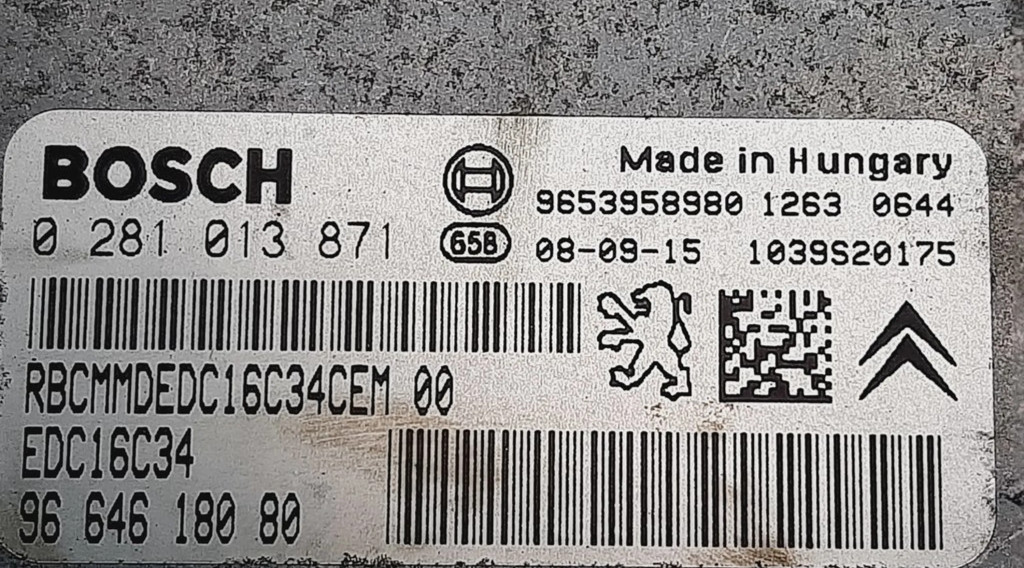 BOSCH
Made in Hungary
9653958980 1263 0644
0 281 013 871
658
08-09-15 1039S20175
RBCMMDEDC16C34CEM 00
EDC16C34
96 646 180 80